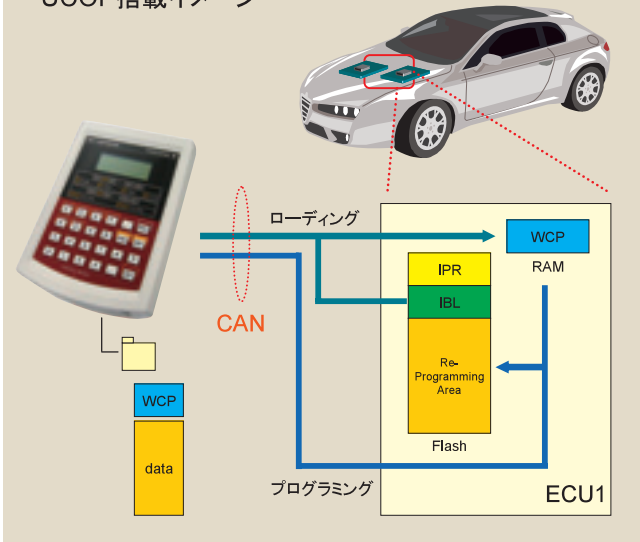 ローディング
WCP
RAM
IPR
IBL
CAN
Re-
Programming
Area
WCP
Flash
data
プログラミング
ECU1